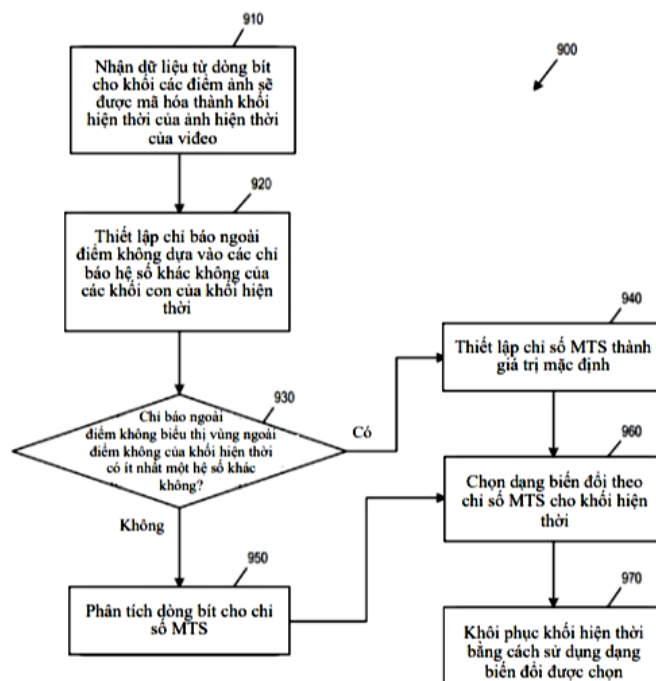 910
900
Nhận dữ liệu từ dòng bít
cho khối các điểm ảnh sẽ
được mã hóa thành khối
hiện thời của ảnh hiện thời
của viđeo
920
Thiết lập chỉ báo ngoài
điểm không dựa vào các chỉ
báo hệ số khác không của
các khối con của khối hiện
thời
930
Chỉ báo ngoài
điểm không biểu thị vùng ngoài
điểm không của khối hiện thời
có ít nhất một hệ số khác
không?
Có
Không
940
Thiết lập chỉ số MTS thành
giá trị mặc định
950
Phân tích dòng bít cho chỉ
số MTS
960
Chọn dạng biến đổi theo
chỉ số MTS cho khối hiện
thời
970
Khôi phục khối hiện thời
bằng cách sử dụng dạng
biến đổi được chọn